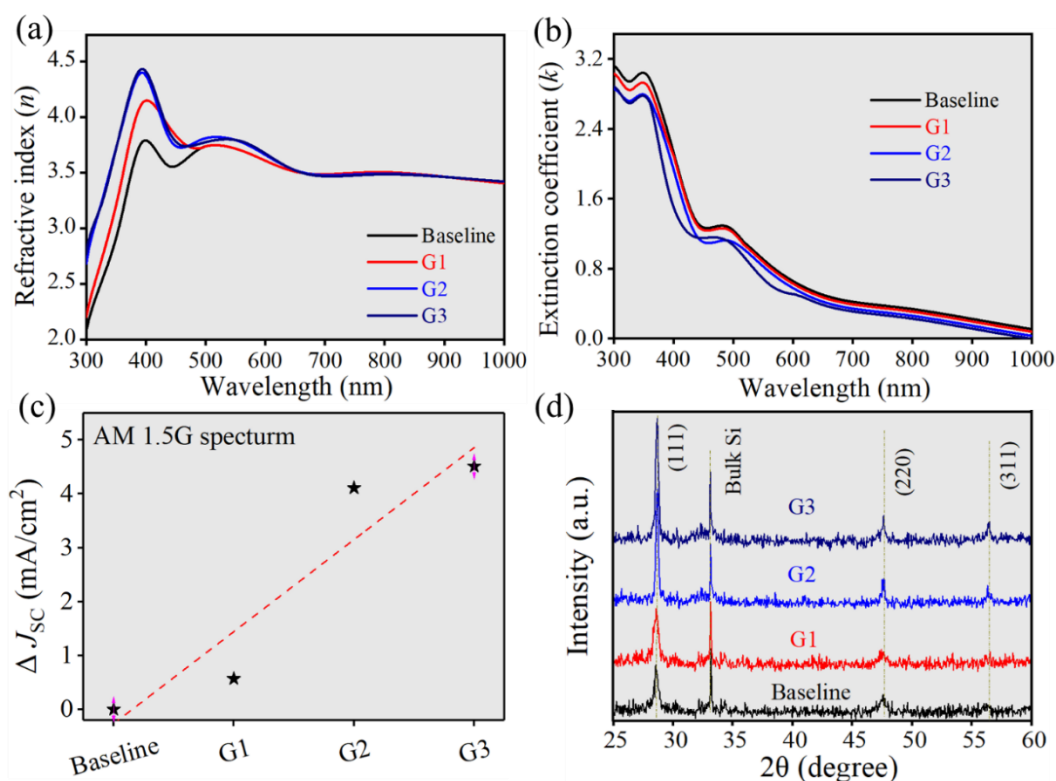 (a)
Refractive index (n)
4.5
4.0
3.5
3.0
2.5
2.0
Baseline
G1
G2
G3
300 400 500 600 700 800 900 1000
Wavelength (nm)
(b)
Extinction coefficient (k)
3.2
2.4
1.6
0.8
0.0
Baseline
G1
G2
G3
300 400 500 600 700 800 900 1000
Wavelength (nm)
(c)
AM 1.5G specturm
Δ JSC (mA/cm²)
5
4
3
2
1
0
Baseline G1 G2 G3
(d)
Intensity (a.u.)
(111)
Bulk Si
(220)
(311)
G3
G2
G1
Baseline
25 30 35 40 45 50 55 60
2θ (degree)